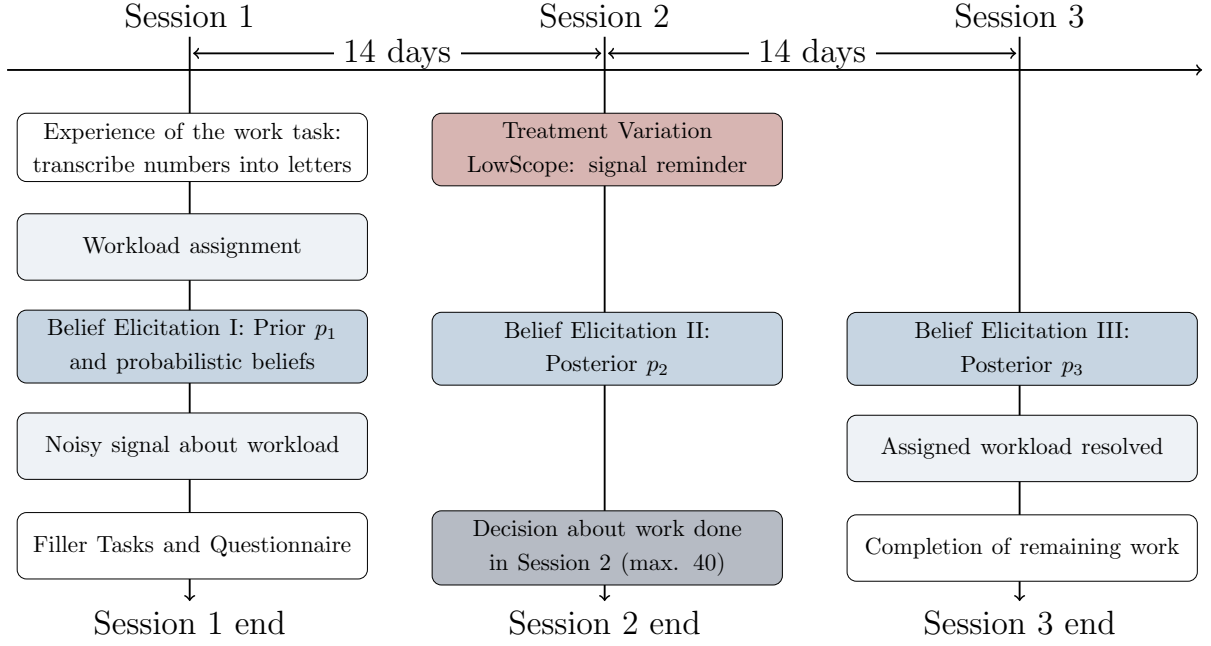 Session 1
Session 2
Session 3
14 days
14 days
Experience of the work task:
transcribe numbers into letters
Workload assignment
Belief Elicitation I: Prior p₁
and probabilistic beliefs
Noisy signal about workload
Filler Tasks and Questionnaire
Session 1 end
Treatment Variation
LowScope: signal reminder
Belief Elicitation II:
Posterior p₂
Decision about work done
in Session 2 (max. 40)
Session 2 end
Belief Elicitation III:
Posterior p₃
Assigned workload resolved
Completion of remaining work
Session 3 end